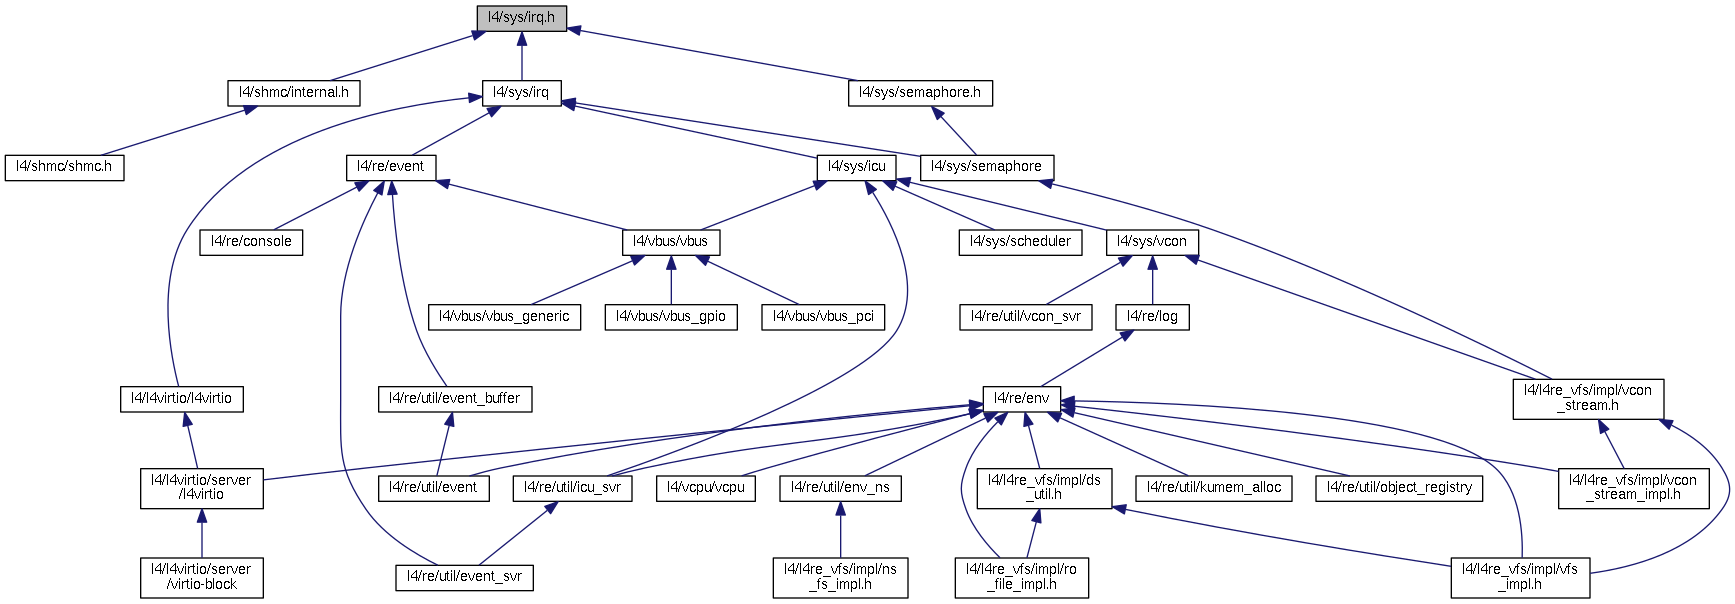 l4/sys/irq.h
l4/shmc/internal.h
l4/sys/irq
l4/sys/semaphore.h
l4/shmc/shmc.h
l4/re/event
l4/sys/icu
l4/sys/semaphore
l4/re/console
l4/vbus/vbus
l4/sys/scheduler
l4/sys/vcon
l4/vbus/vbus_generic
l4/vbus/vbus_gpio
l4/vbus/vbus_pci
l4/re/util/vcon_svr
l4/re/log
l4/l4virtio/l4virtio
l4/re/util/event_buffer
l4/re/env
l4/l4re_vfs/impl/vcon
_stream.h
l4/l4virtio/server
/l4virtio
l4/re/util/event
l4/re/util/icu_svr
l4/vcpu/vcpu
l4/re/util/env_ns
l4/l4re_vfs/impl/ds
_util.h
l4/re/util/kumem_alloc
l4/re/util/object_registry
l4/l4re_vfs/impl/vcon
_stream_impl.h
l4/l4virtio/server
/virtio-block
l4/re/util/event_svr
l4/l4re_vfs/impl/ns
_fs_impl.h
l4/l4re_vfs/impl/ro
_file_impl.h
l4/l4re_vfs/impl/vfs
_impl.h